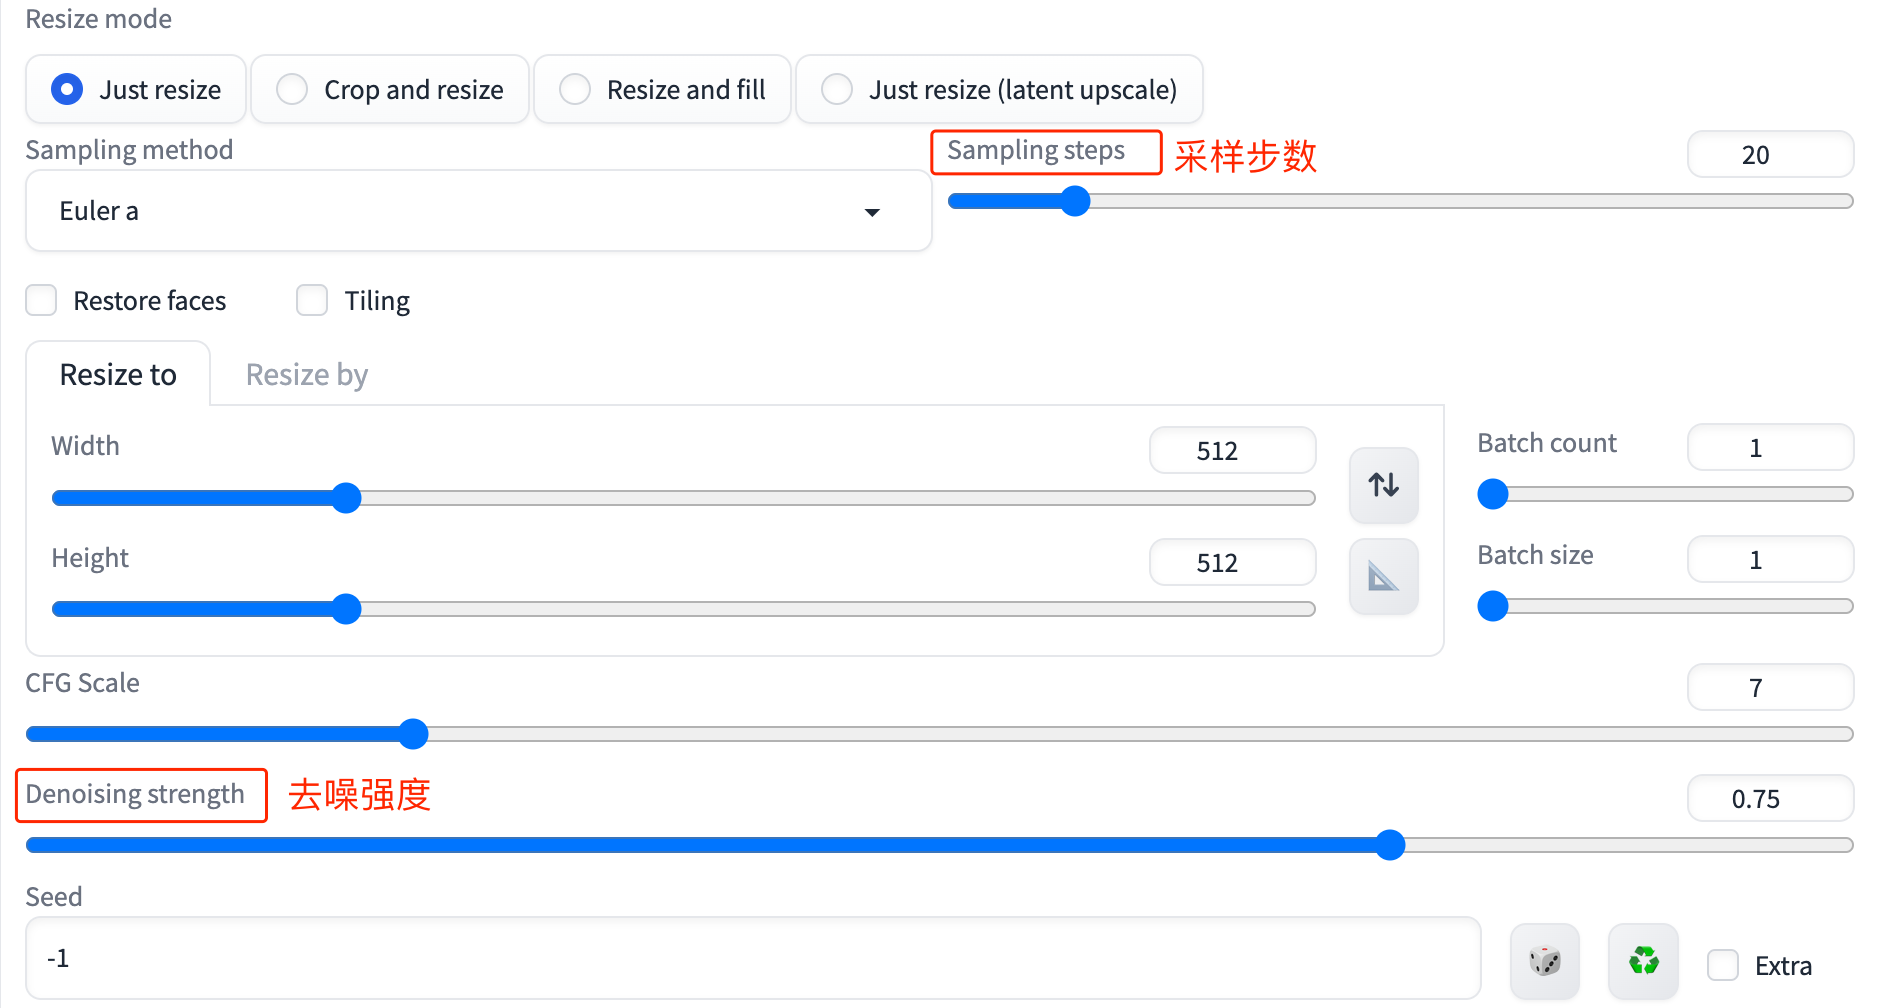 Resize mode
Just resize
Crop and resize
Resize and fill
Just resize (latent upscale)
Sampling method
Sampling steps
采样步数
20
Euler a
Restore faces
Tiling
Resize to
Resize by
Width
512
Height
512
Batch count
1
Batch size
1
CFG Scale
7
Denoising strength
去噪强度
0.75
Seed
-1
Extra